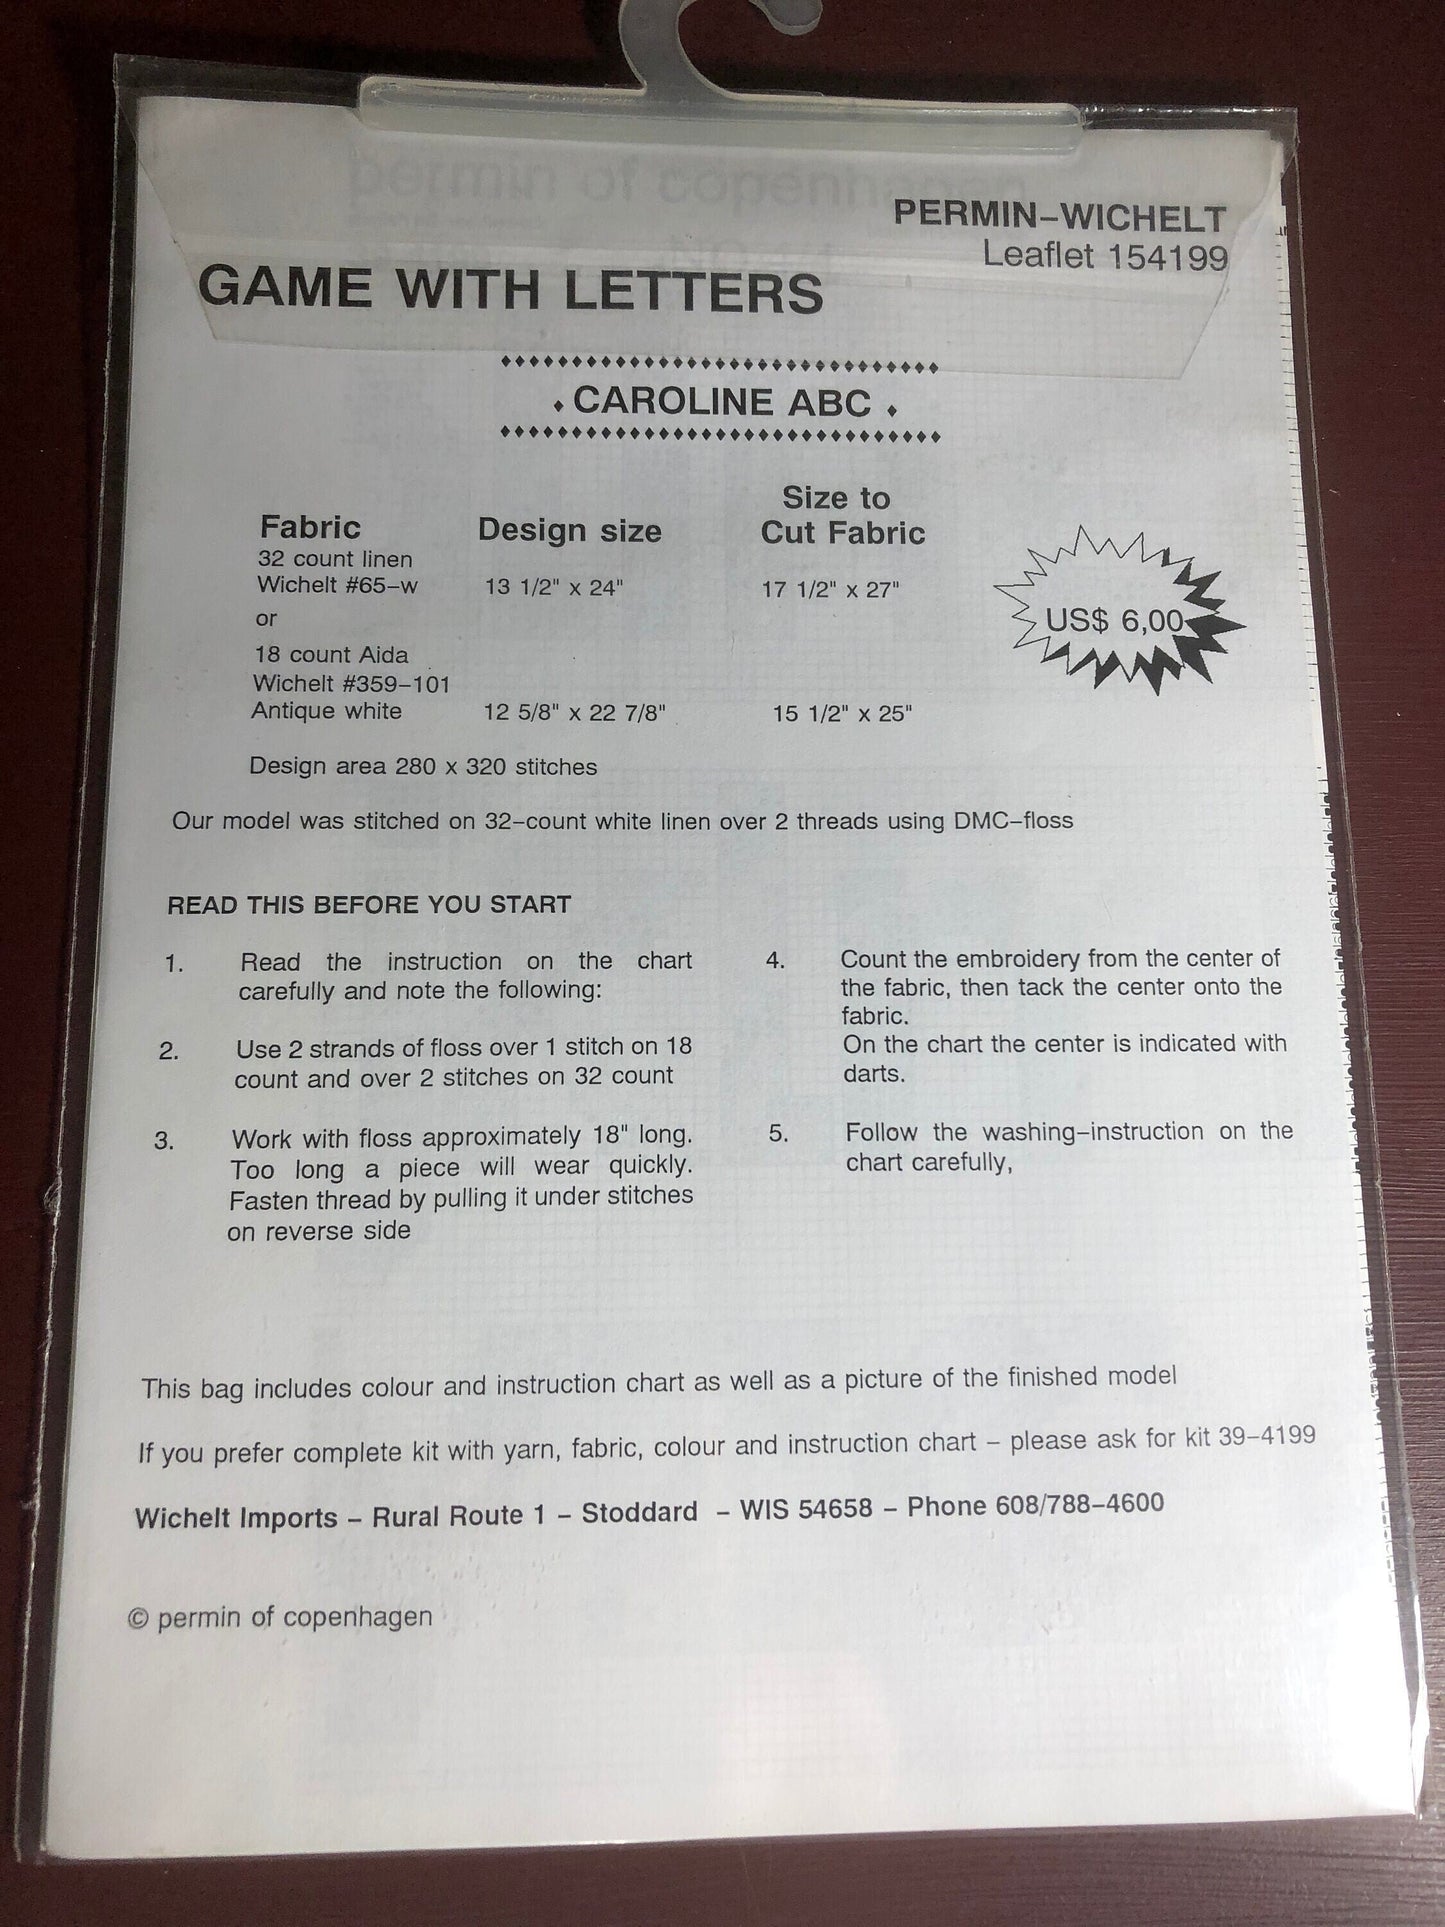 permin of copenhagen
PERMIN–WICHELT
Leaflet 154199
GAME WITH LETTERS
CAROLINE ABC
Fabric
Design size
Size to
Cut Fabric
32 count linen
Wichelt #65–w 13 1/2" x 24" 17 1/2" x 27"
or
US$ 6,00
18 count Aida
Wichelt #359–101
Antique white 12 5/8" x 22 7/8" 15 1/2" x 25"
Design area 280 x 320 stitches
Our model was stitched on 32–count white linen over 2 threads using DMC–floss
READ THIS BEFORE YOU START
1. Read the instruction on the chart
carefully and note the following:
2. Use 2 strands of floss over 1 stitch on 18
count and over 2 stitches on 32 count
3. Work with floss approximately 18" long.
Too long a piece will wear quickly.
Fasten thread by pulling it under stitches
on reverse side
4. Count the embroidery from the center of
the fabric, then tack the center onto the
fabric.
On the chart the center is indicated with
darts.
5. Follow the washing–instruction on the
chart carefully,
This bag includes colour and instruction chart as well as a picture of the finished model
If you prefer complete kit with yarn, fabric, colour and instruction chart – please ask for kit 39–4199
Wichelt Imports – Rural Route 1 – Stoddard – WIS 54658 – Phone 608/788–4600
© permin of copenhagen